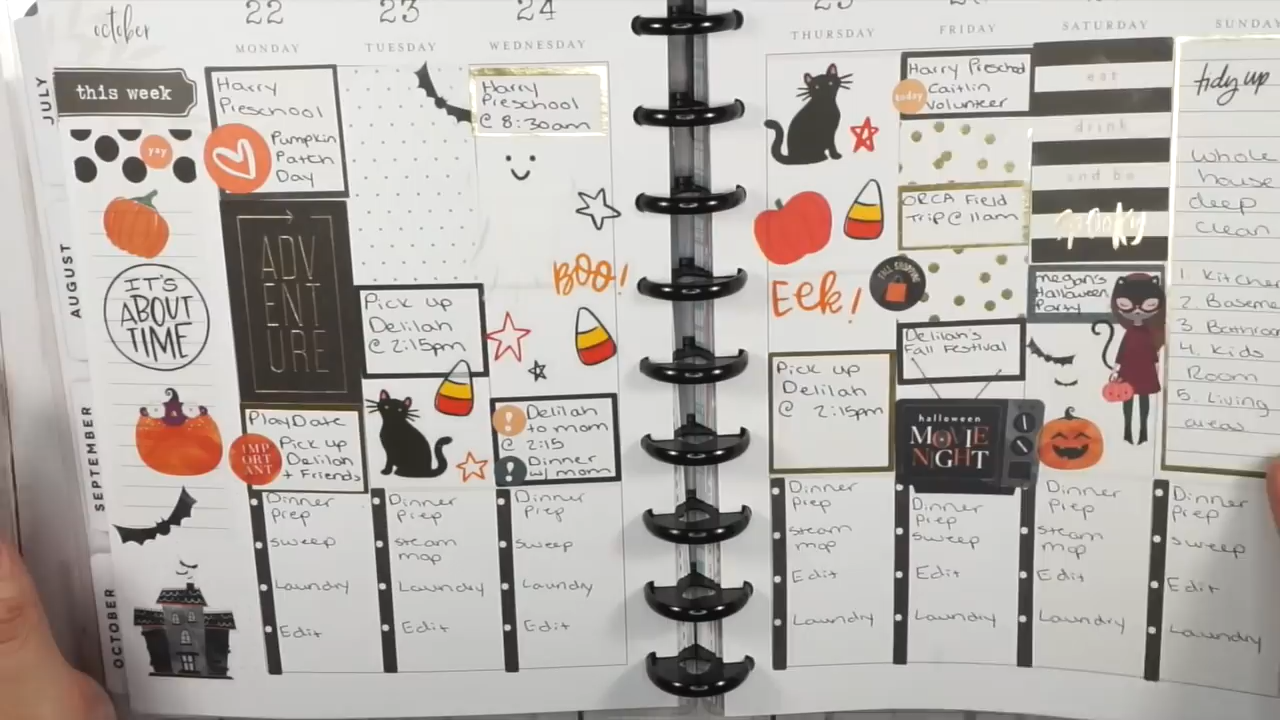 october
22
MONDAY
23
TUESDAY
24
WEDNESDAY
25
THURSDAY
FRIDAY
SATURDAY
SUNDAY
JULY
AUGUST
SEPTEMBER
OCTOBER
this week
yay
IT'S
ABOUT
TIME
Harry
Preschool
Pumpkin
Patch
Day
ADV
ENT
URE
PlayDate
IMP
ORT
ANT
Pick up
Delilah
+ Friends
Dinner
Prep
Sweep
Laundry
Edit
Pick up
Delilah
@ 2:15pm
Dinner
Prep
Steam
mop
Laundry
Edit
Harry
Preschool
@ 8:30am
BOO!
! Delilah
to mom
@ 2:15
! Dinner
w/ mom
Dinner
Prep
Sweep
Laundry
Edit
Eek!
Pick up
Delilah
@ 2:15pm
Dinner
Prep
Steam
mop
Edit
Laundry
Harry Preschool
today
Caitlin
Volunteer
ORCA Field
Trip @ 11am
Delilah's
Fall Festival
halloween
MOVIE
NIGHT
Dinner
Prep
Sweep
Edit
Laundry
eat
drink
and be
spooky
Megan's
Halloween
Party
Dinner
Prep
Steam
mop
Edit
Laundry
tidy up
Whole
house
deep
clean
1. Kitchen
2. Baseme
3. Bathroo
4. Kids
Room
5. Living
areas
Dinner
Prep
Sweep
Edit
Laundry